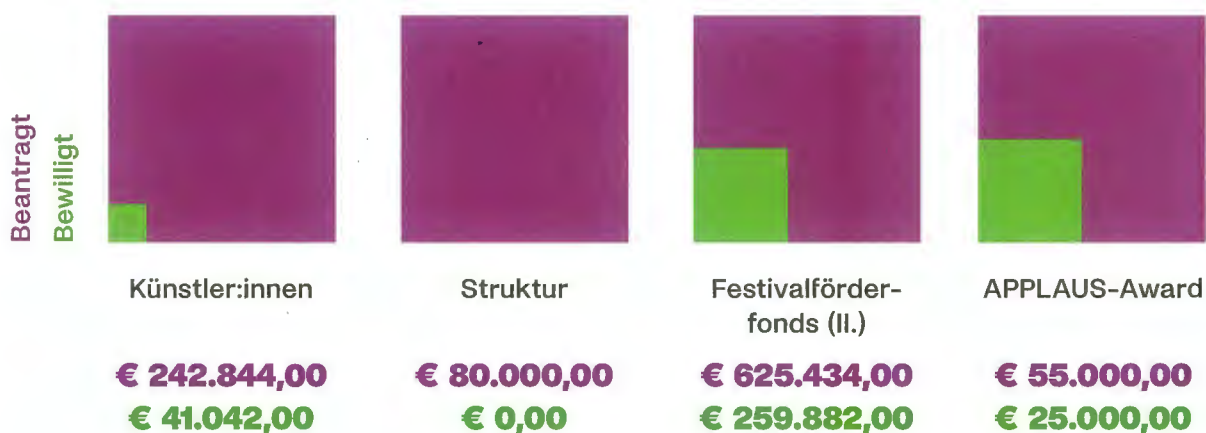 Beantragt
Bewilligt
Künstler:innen
€ 242.844,00
€ 41.042,00
Struktur
€ 80.000,00
€ 0,00
Festivalförder-
fonds (II.)
€ 625.434,00
€ 259.882,00
APPLAUS-Award
€ 55.000,00
€ 25.000,00